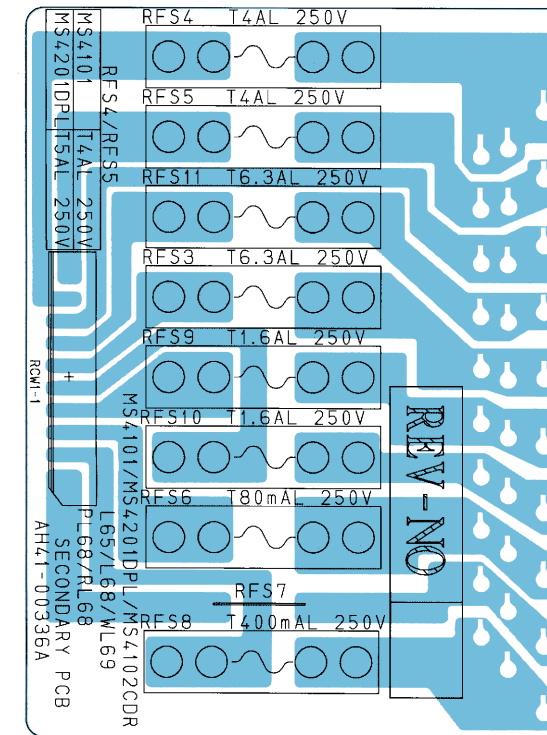 RFS4 T4AL 250V
RFS5 T4AL 250V
RFS11 T6.3AL 250V
RFS3 T6.3AL 250V
RFS9 T1.6AL 250V
RFS10 T1.6AL 250V
RFS6 T80mAL 250V
RFS7
RFS8 T400mAL 250V
RFS4/RFS5
MS4101 T4AL 250V
MS4201DPL T5AL 250V
RCW1-1
+
MS4101/MS4201DPL/MS4102CDR
L65/L68/WL69
PL68/RL68
SECONDARY PCB
AH41-00336A
REV-NO